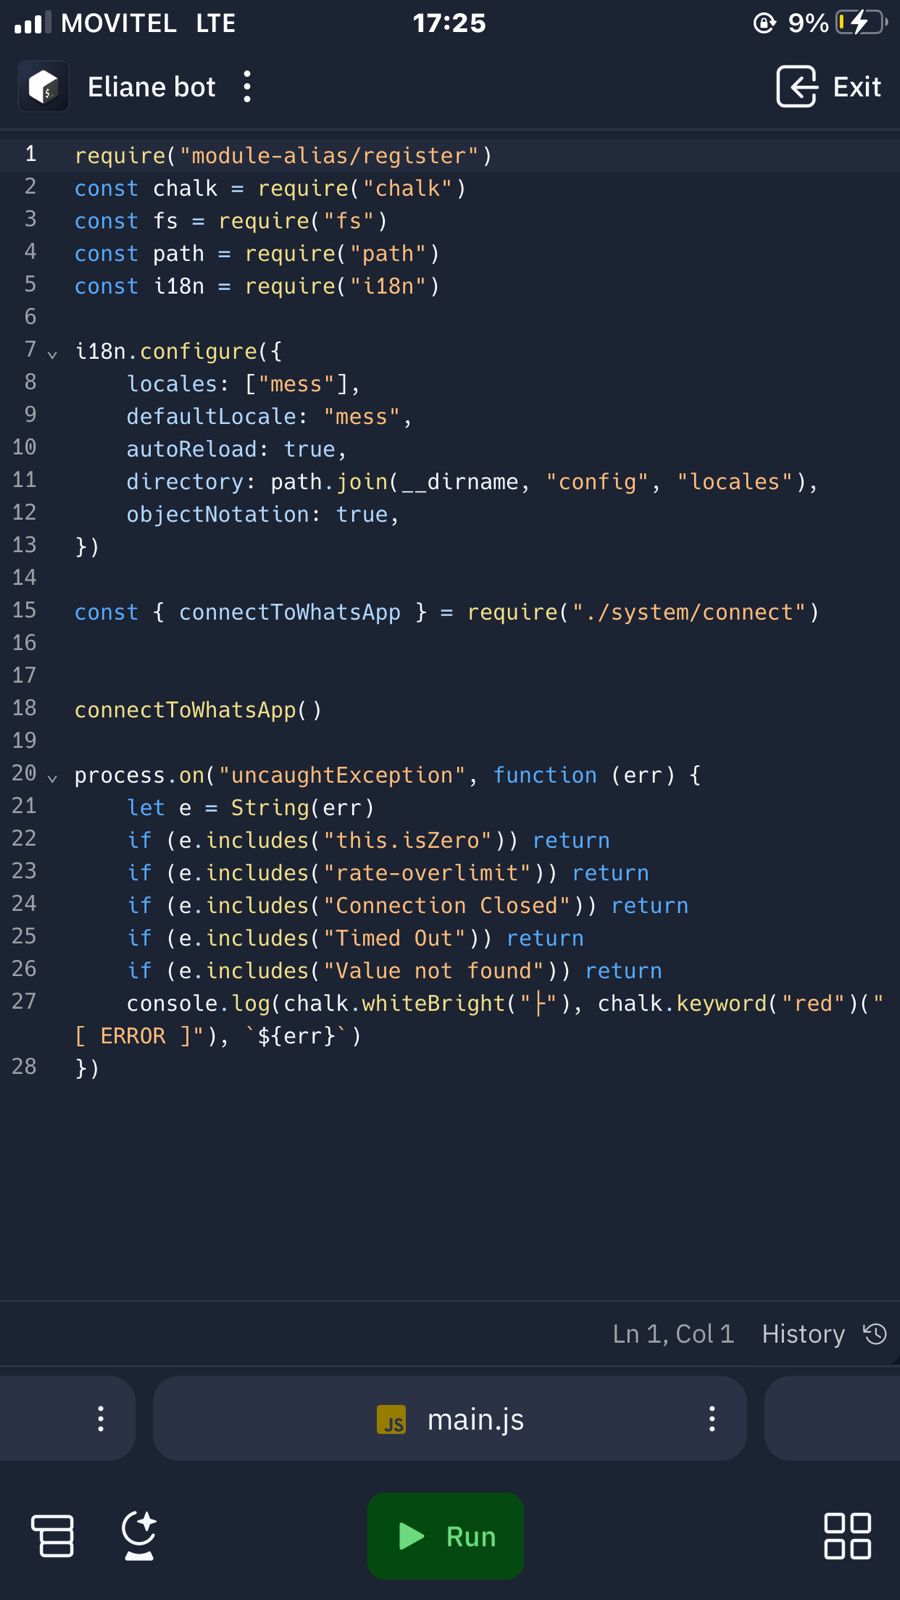 MOVITEL LTE 17:25 9%
Eliane bot Exit
1 require("module-alias/register")
2 const chalk = require("chalk")
3 const fs = require("fs")
4 const path = require("path")
5 const i18n = require("i18n")
6
7 i18n.configure({
8     locales: ["mess"],
9     defaultLocale: "mess",
10     autoReload: true,
11     directory: path.join(__dirname, "config", "locales"),
12     objectNotation: true,
13 })
14
15 const { connectToWhatsApp } = require("./system/connect")
16
17
18 connectToWhatsApp()
19
20 process.on("uncaughtException", function (err) {
21     let e = String(err)
22     if (e.includes("this.isZero")) return
23     if (e.includes("rate-overlimit")) return
24     if (e.includes("Connection Closed")) return
25     if (e.includes("Timed Out")) return
26     if (e.includes("Value not found")) return
27     console.log(chalk.whiteBright("├"), chalk.keyword("red")("
[ ERROR ]"), `${err}`)
28 })
Ln 1, Col 1 History
JS main.js
Run